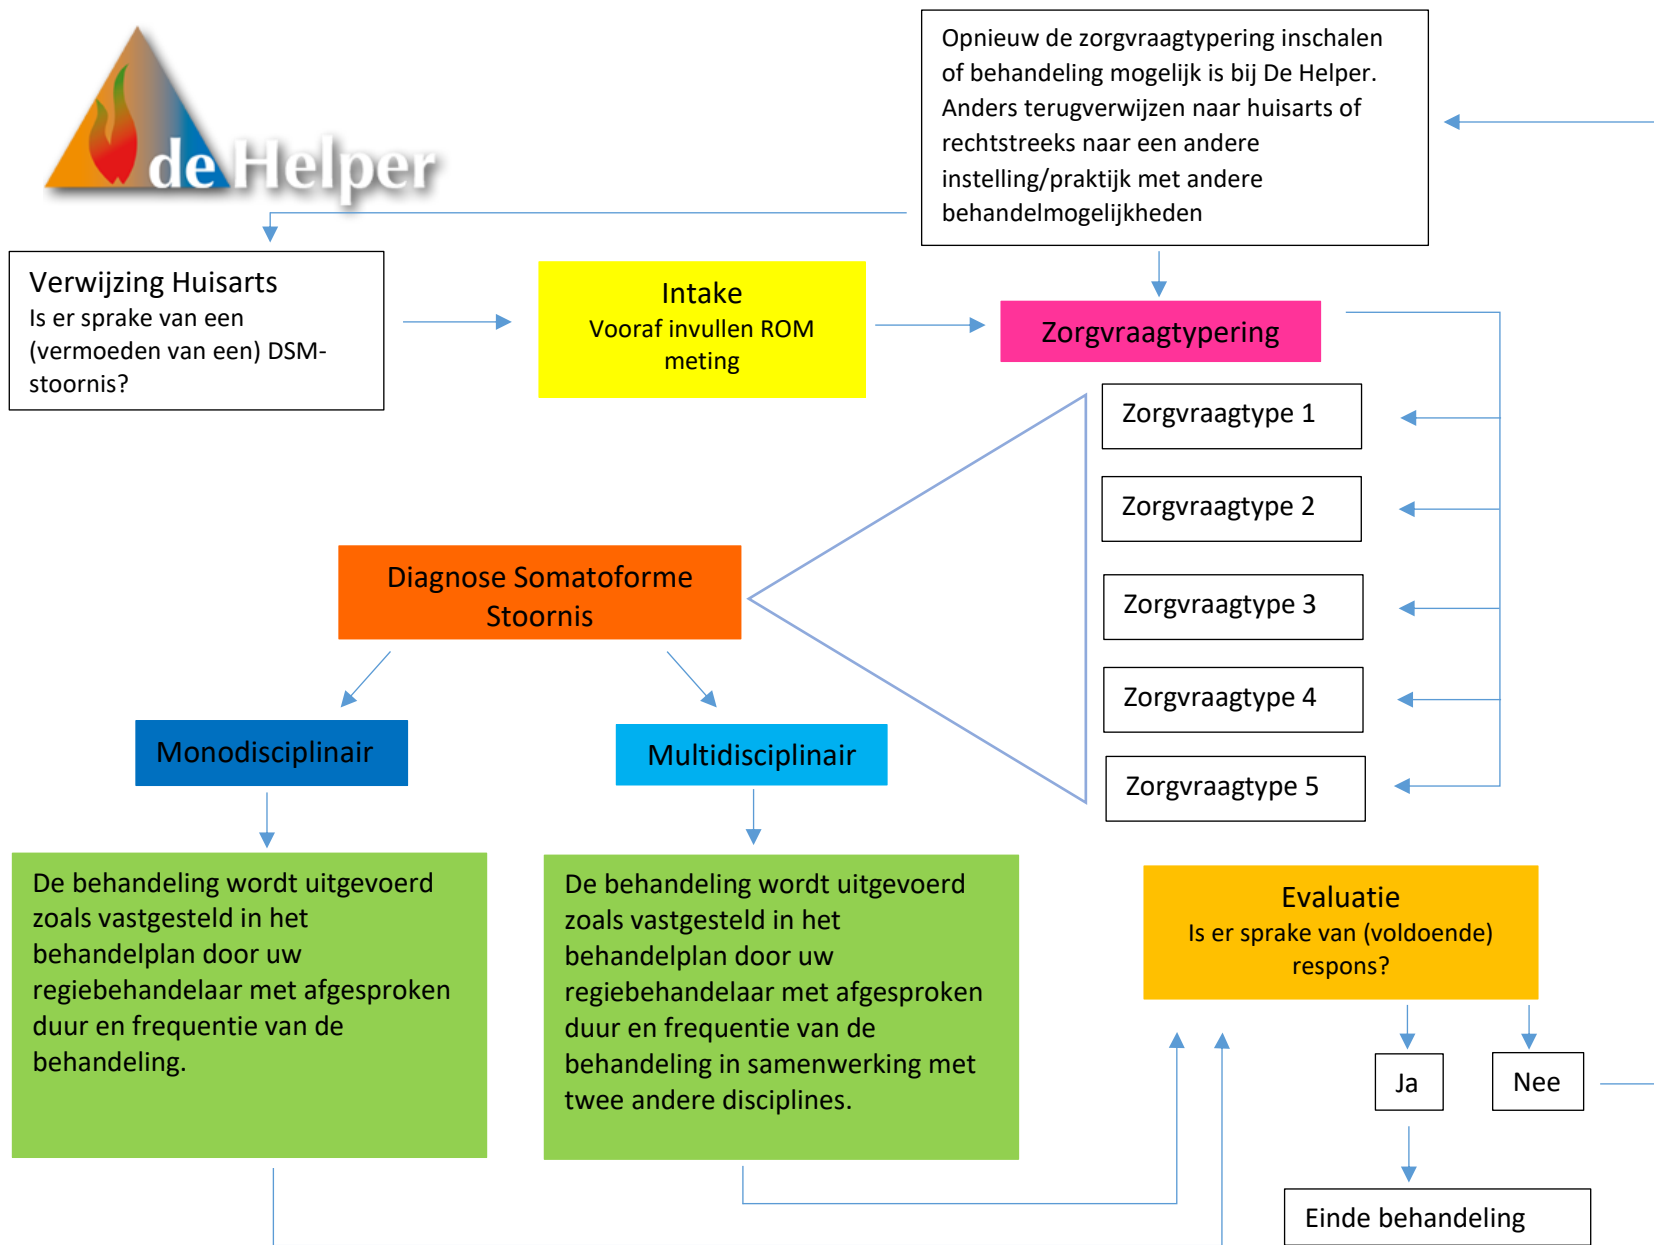 de Helper
Opnieuw de zorgvraagtypering inschalen
of behandeling mogelijk is bij De Helper.
Anders terugverwijzen naar huisarts of
rechtstreeks naar een andere
instelling/praktijk met andere
behandelmogelijkheden
Verwijzing Huisarts
Is er sprake van een
(vermoeden van een) DSM-
stoornis?
Intake
Vooraf invullen ROM
meting
Zorgvraagtypering
Zorgvraagtype 1
Zorgvraagtype 2
Zorgvraagtype 3
Zorgvraagtype 4
Zorgvraagtype 5
Diagnose Somatoforme
Stoornis
Monodisciplinair
Multidisciplinair
De behandeling wordt uitgevoerd
zoals vastgesteld in het
behandelplan door uw
regiebehandelaar met afgesproken
duur en frequentie van de
behandeling.
De behandeling wordt uitgevoerd
zoals vastgesteld in het
behandelplan door uw
regiebehandelaar met afgesproken
duur en frequentie van de
behandeling in samenwerking met
twee andere disciplines.
Evaluatie
Is er sprake van (voldoende)
respons?
Ja
Nee
Einde behandeling